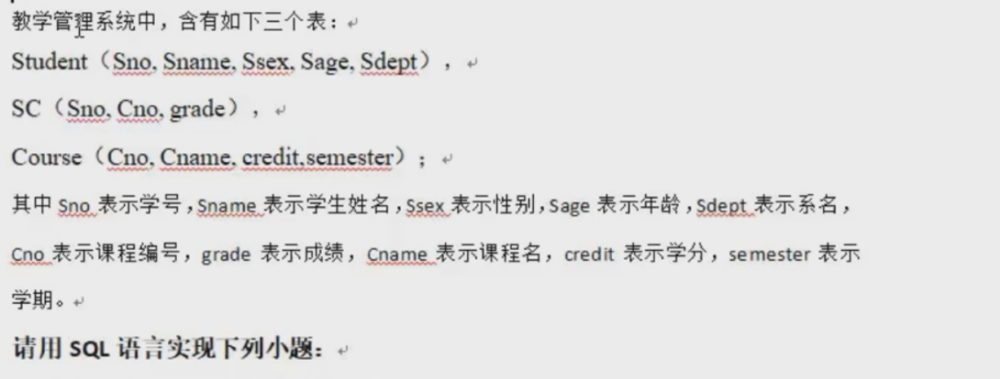 教学管理系统中，含有如下三个表：
Student（Sno, Sname, Ssex, Sage, Sdept），
SC（Sno, Cno, grade），
Course（Cno, Cname, credit,semester）；
其中 Sno 表示学号，Sname 表示学生姓名，Ssex 表示性别，Sage 表示年龄，Sdept 表示系名，
Cno 表示课程编号，grade 表示成绩，Cname 表示课程名，credit 表示学分，semester 表示
学期。
请用 SQL 语言实现下列小题：